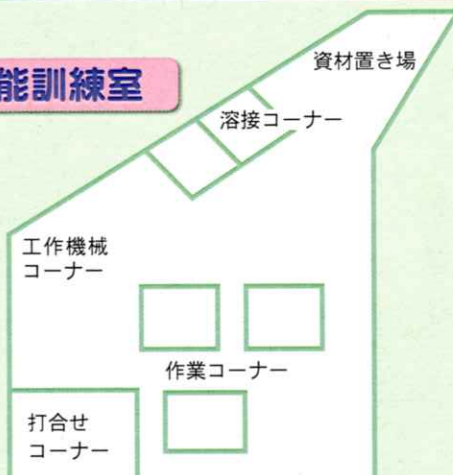 能訓練室
資材置き場
溶接コーナー
工作機械
コーナー
作業コーナー
打合せ
コーナー